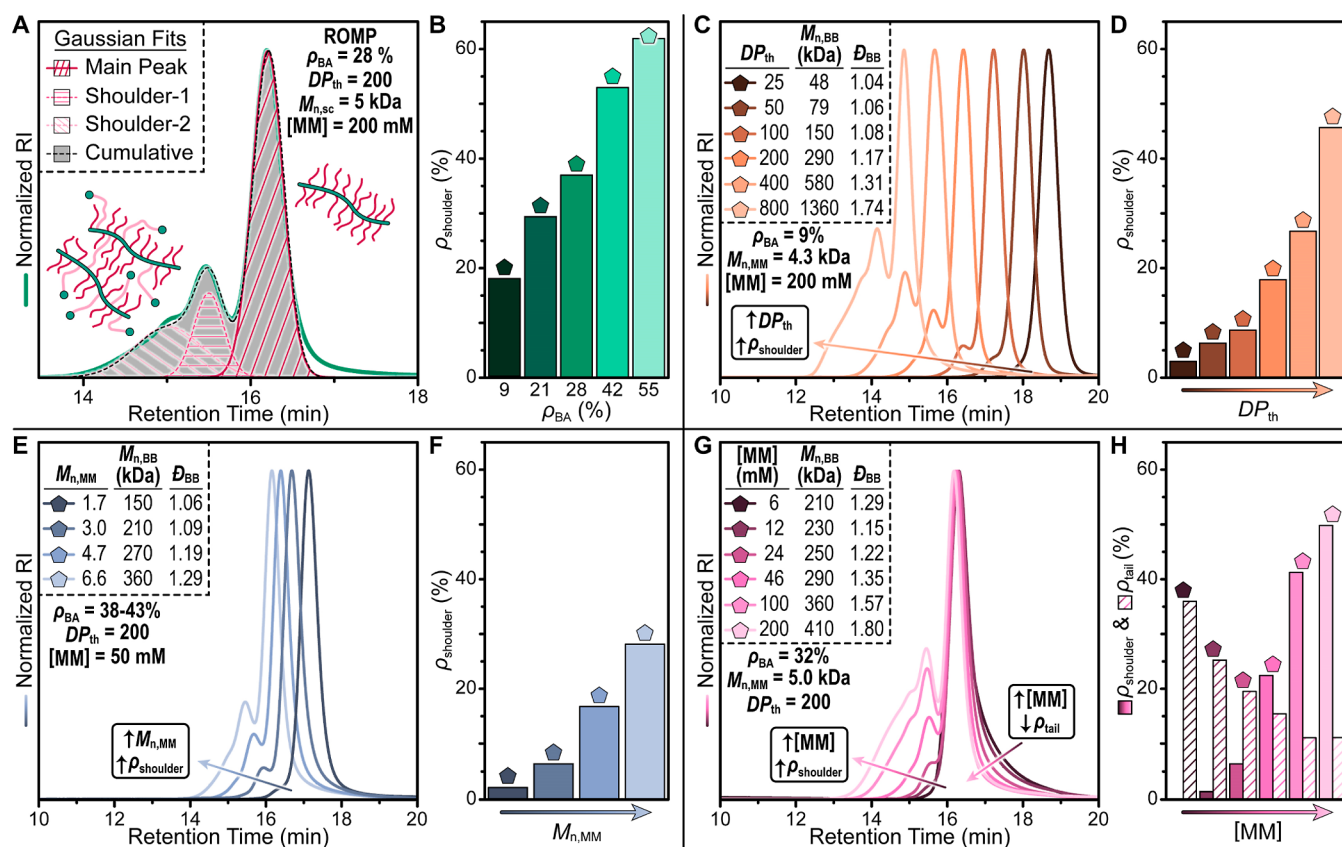 A
Gaussian Fits
Main Peak
Shoulder-1
Shoulder-2
Cumulative
ROMP
ρBA = 28 %
DPth = 200
Mn,sc = 5 kDa
[MM] = 200 mM
Normalized RI
14 16 18
Retention Time (min)
B
60
40
20
0
ρshoulder (%)
9 21 28 42 55
ρBA (%)
C
DPth Mn,BB (kDa) ĐBB
25 48 1.04
50 79 1.06
100 150 1.08
200 290 1.17
400 580 1.31
800 1360 1.74
ρBA = 9%
Mn,MM = 4.3 kDa
[MM] = 200 mM
↑DPth
↑ρshoulder
Normalized RI
10 12 14 16 18 20
Retention Time (min)
D
60
40
20
0
ρshoulder (%)
DPth
E
Mn,MM Mn,BB (kDa) ĐBB
1.7 150 1.06
3.0 210 1.09
4.7 270 1.19
6.6 360 1.29
ρBA = 38-43%
DPth = 200
[MM] = 50 mM
↑Mn,MM
↑ρshoulder
Normalized RI
10 12 14 16 18 20
Retention Time (min)
F
60
40
20
0
ρshoulder (%)
Mn,MM
G
[MM] (mM) Mn,BB (kDa) ĐBB
6 210 1.29
12 230 1.15
24 250 1.22
46 290 1.35
100 360 1.57
200 410 1.80
ρBA = 32%
Mn,MM = 5.0 kDa
DPth = 200
↑[MM]
↓ρtail
↑[MM]
↑ρshoulder
Normalized RI
10 12 14 16 18 20
Retention Time (min)
H
60
40
20
0
ρshoulder & ρtail (%)
[MM]